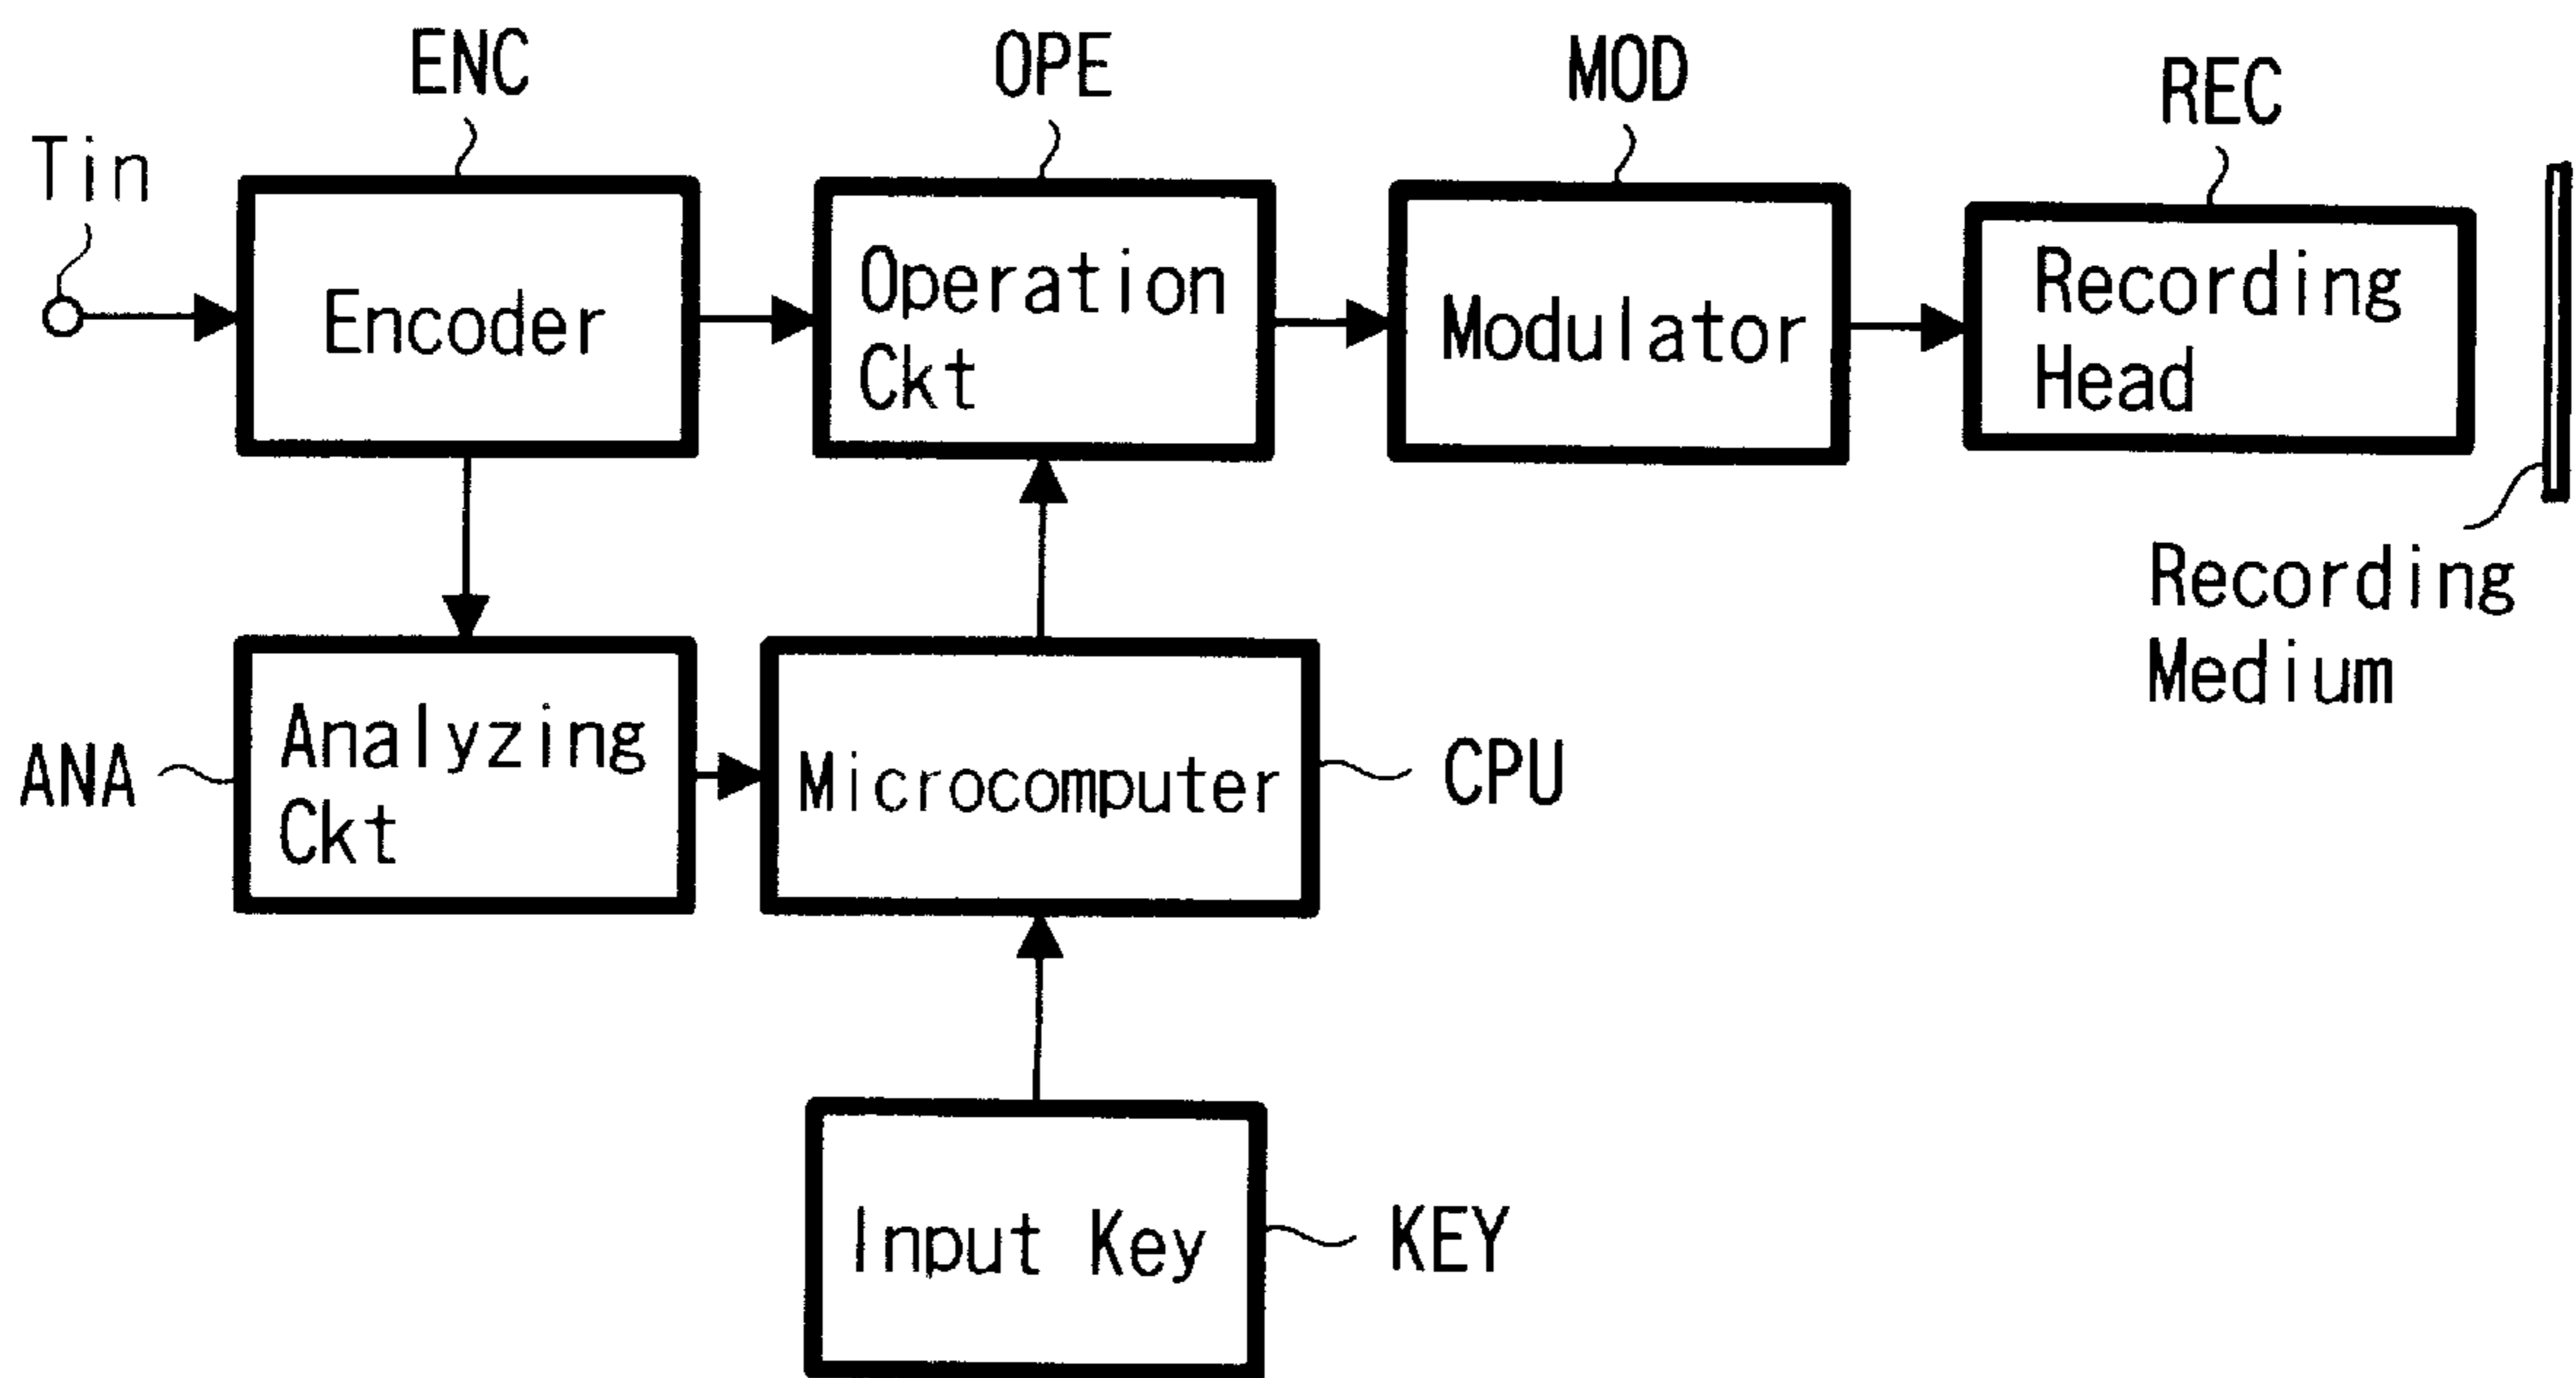 ENC
OPE
MOD
REC
Tin
Encoder
Operation
Ckt
Modulator
Recording
Head
Recording
Medium
ANA
Analyzing
Ckt
Microcomputer
CPU
Input Key
KEY